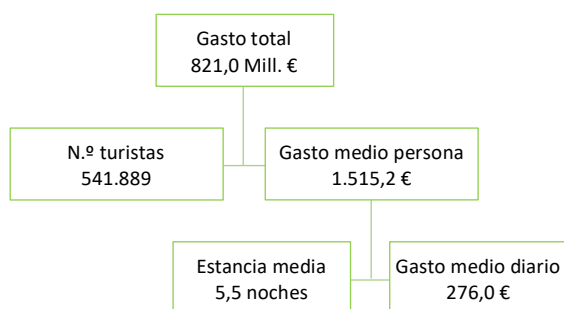 Gasto total
821,0 Mill. €
N.º turistas
541.889
Gasto medio persona
1.515,2 €
Estancia media
5,5 noches
Gasto medio diario
276,0 €